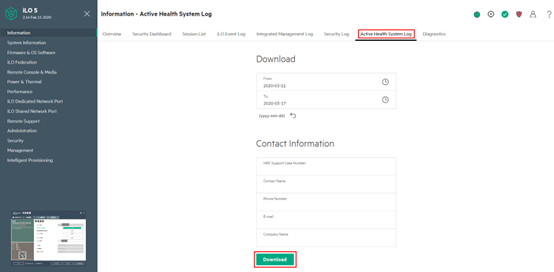 iLO 5
2.14 Feb 11 2020
Information - Active Health System Log
Overview
Security Dashboard
Session List
iLO Event Log
Integrated Management Log
Security Log
Active Health System Log
Diagnostics
Information
System Information
Firmware & OS Software
iLO Federation
Remote Console & Media
Power & Thermal
Performance
iLO Dedicated Network Port
iLO Shared Network Port
Remote Support
Administration
Security
Management
Intelligent Provisioning
Download
From
2020-03-11
To
2020-03-17
(yyyy-mm-dd)
Contact Information
HPE Support Case Number
Contact Name
Phone Number
E-mail
Company Name
Download